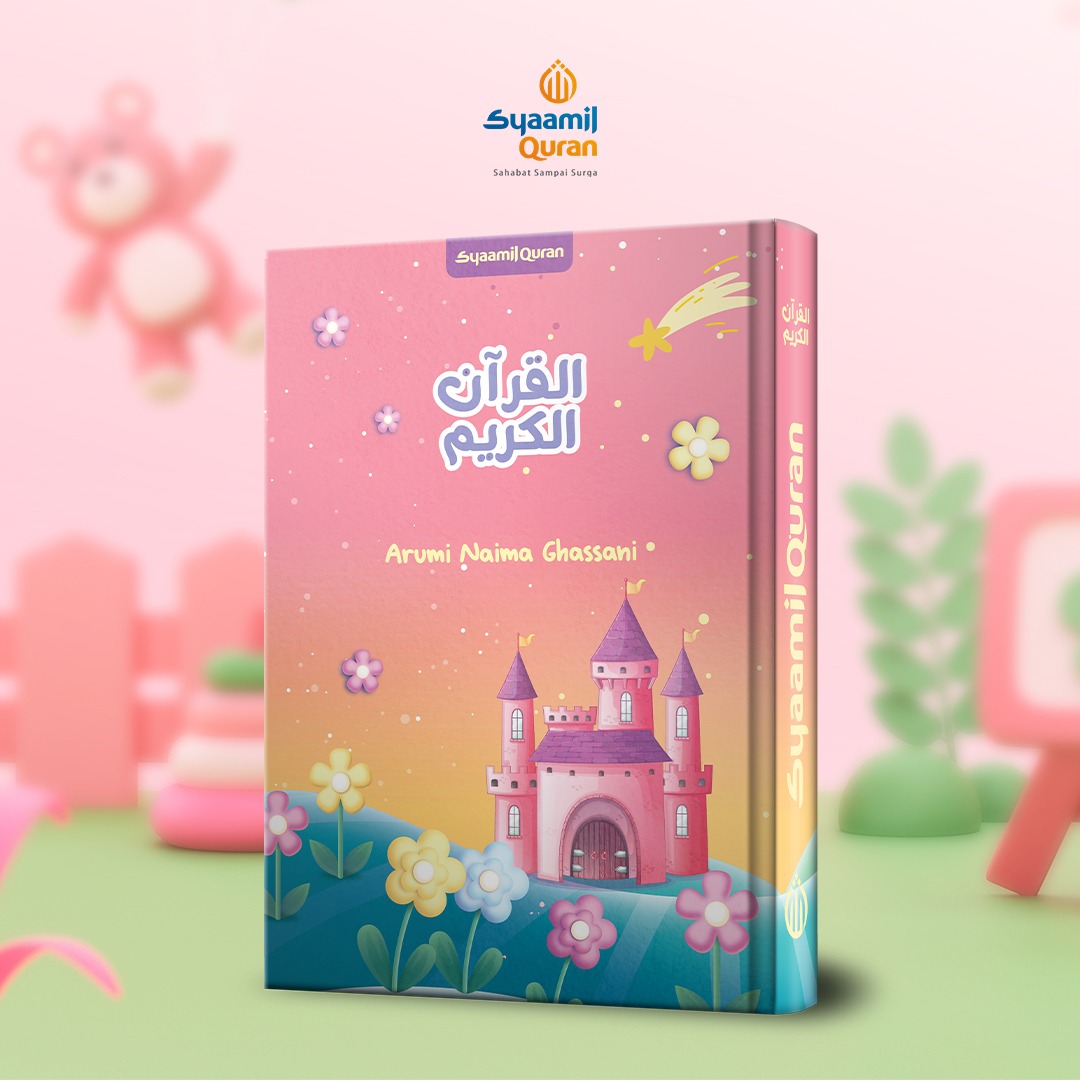 Syaamil
Quran
Sahabat Sampai Surga
Syaamil Quran
القرآن
الكريم
Arumi Naima Ghassani
القرآن
الكريم
Syaamil Quran